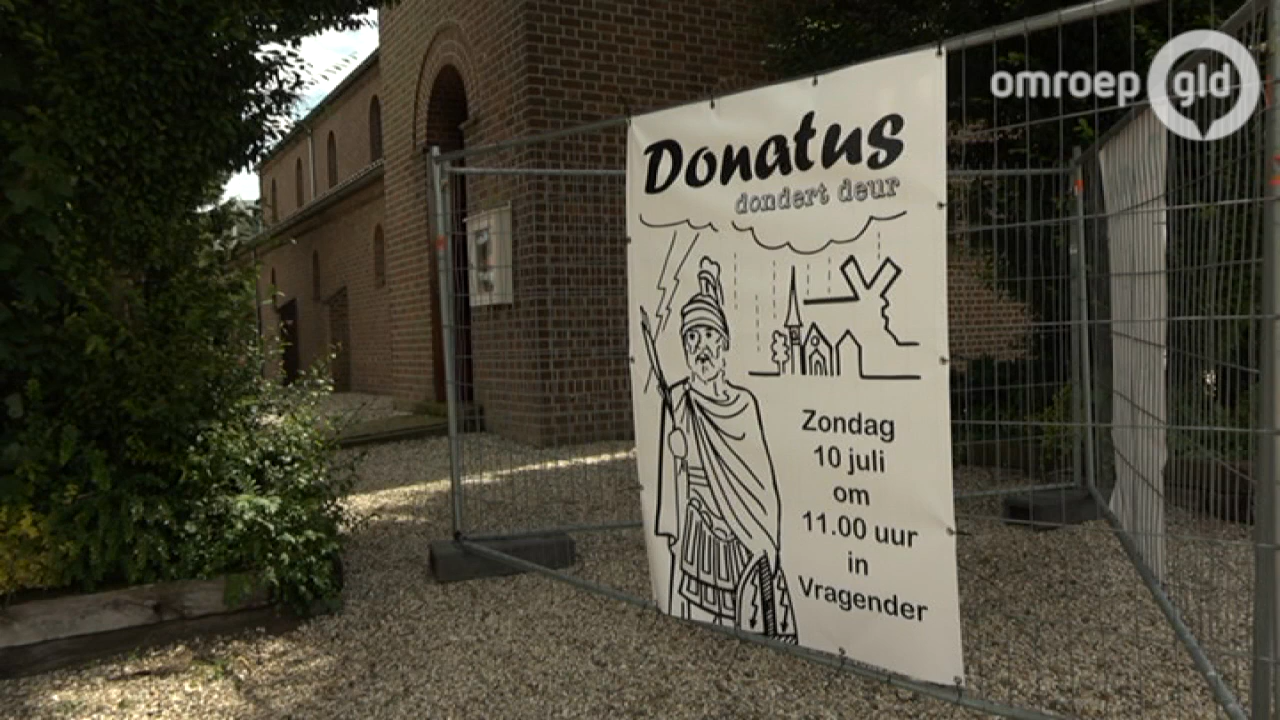 omroep gld
Donatus
dondert deur
Zondag
10 juli
om
11.00 uur
in
Vragender